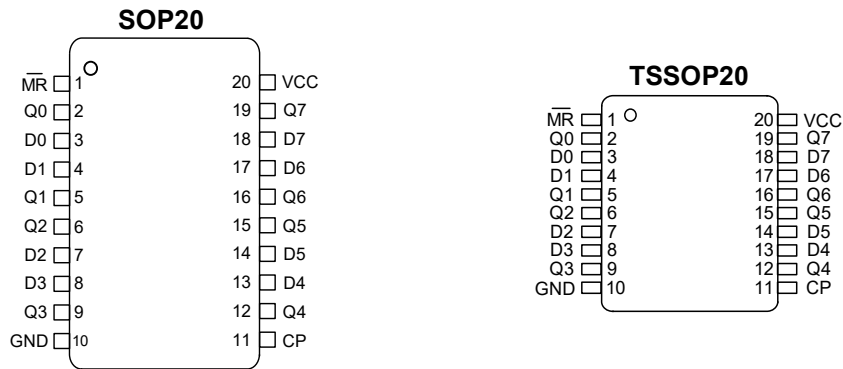 SOP20
M̅R̅ 1 20 VCC
Q0 2 19 Q7
D0 3 18 D7
D1 4 17 D6
Q1 5 16 Q6
Q2 6 15 Q5
D2 7 14 D5
D3 8 13 D4
Q3 9 12 Q4
GND 10 11 CP
TSSOP20
M̅R̅ 1 20 VCC
Q0 2 19 Q7
D0 3 18 D7
D1 4 17 D6
Q1 5 16 Q6
Q2 6 15 Q5
D2 7 14 D5
D3 8 13 D4
Q3 9 12 Q4
GND 10 11 CP